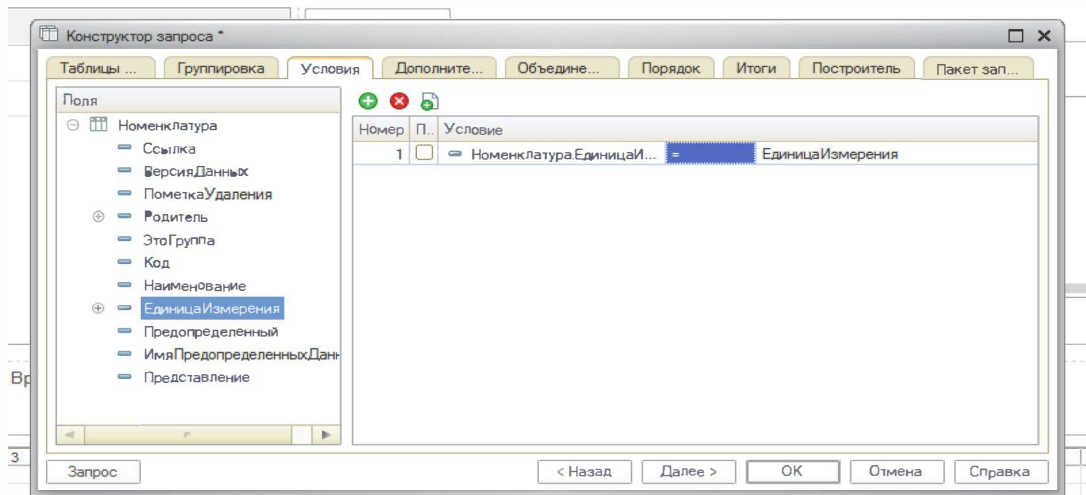 Конструктор запроса *
Таблицы ... Группировка Условия Дополните... Объедине... Порядок Итоги Построитель Пакет зап...
Поля
Номенклатура
Ссылка
ВерсияДанных
ПометкаУдаления
Родитель
ЭтоГруппа
Код
Наименование
ЕдиницаИзмерения
Предопределенный
ИмяПредопределенныхДанн
Представление
Номер П.. Условие
1 Номенклатура.ЕдиницаИ... = ЕдиницаИзмерения
Вр
3
Запрос < Назад Далее > OK Отмена Справка